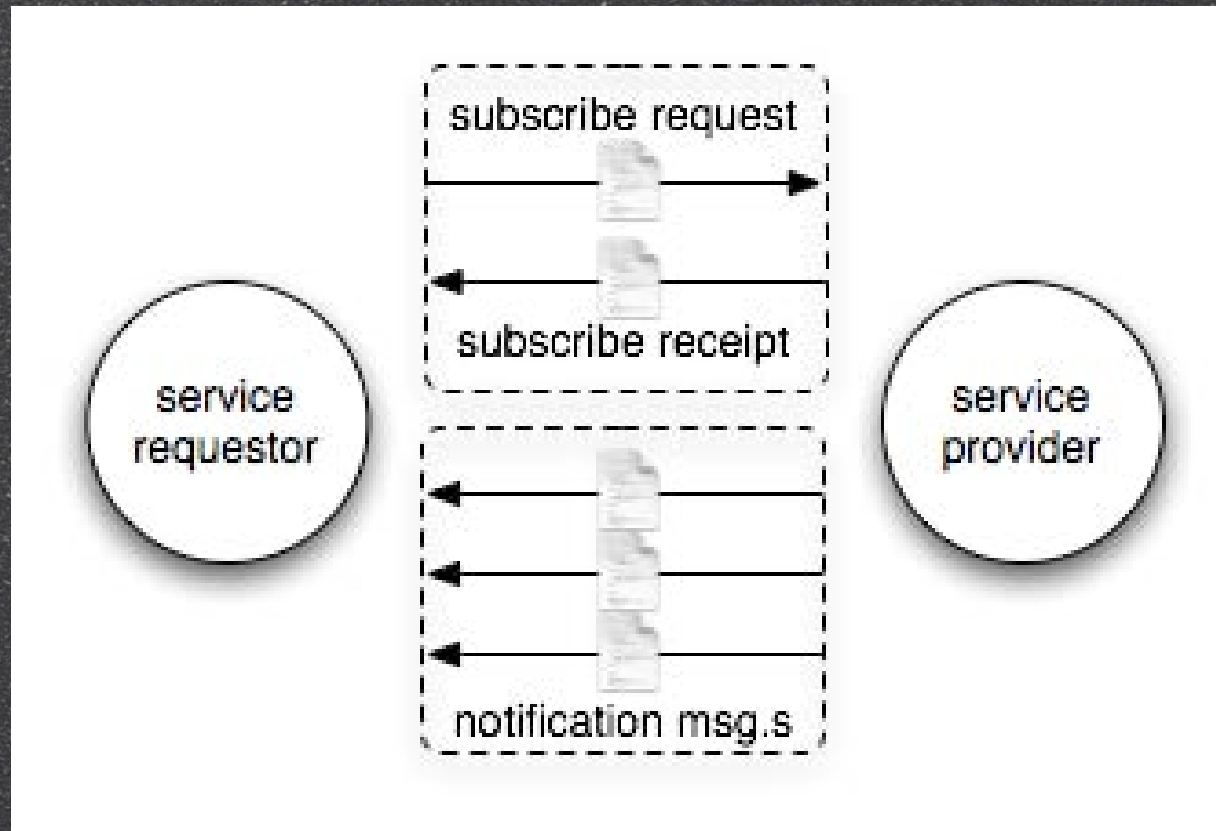 subscribe request
subscribe receipt
service
requestor
service
provider
notification msg.s